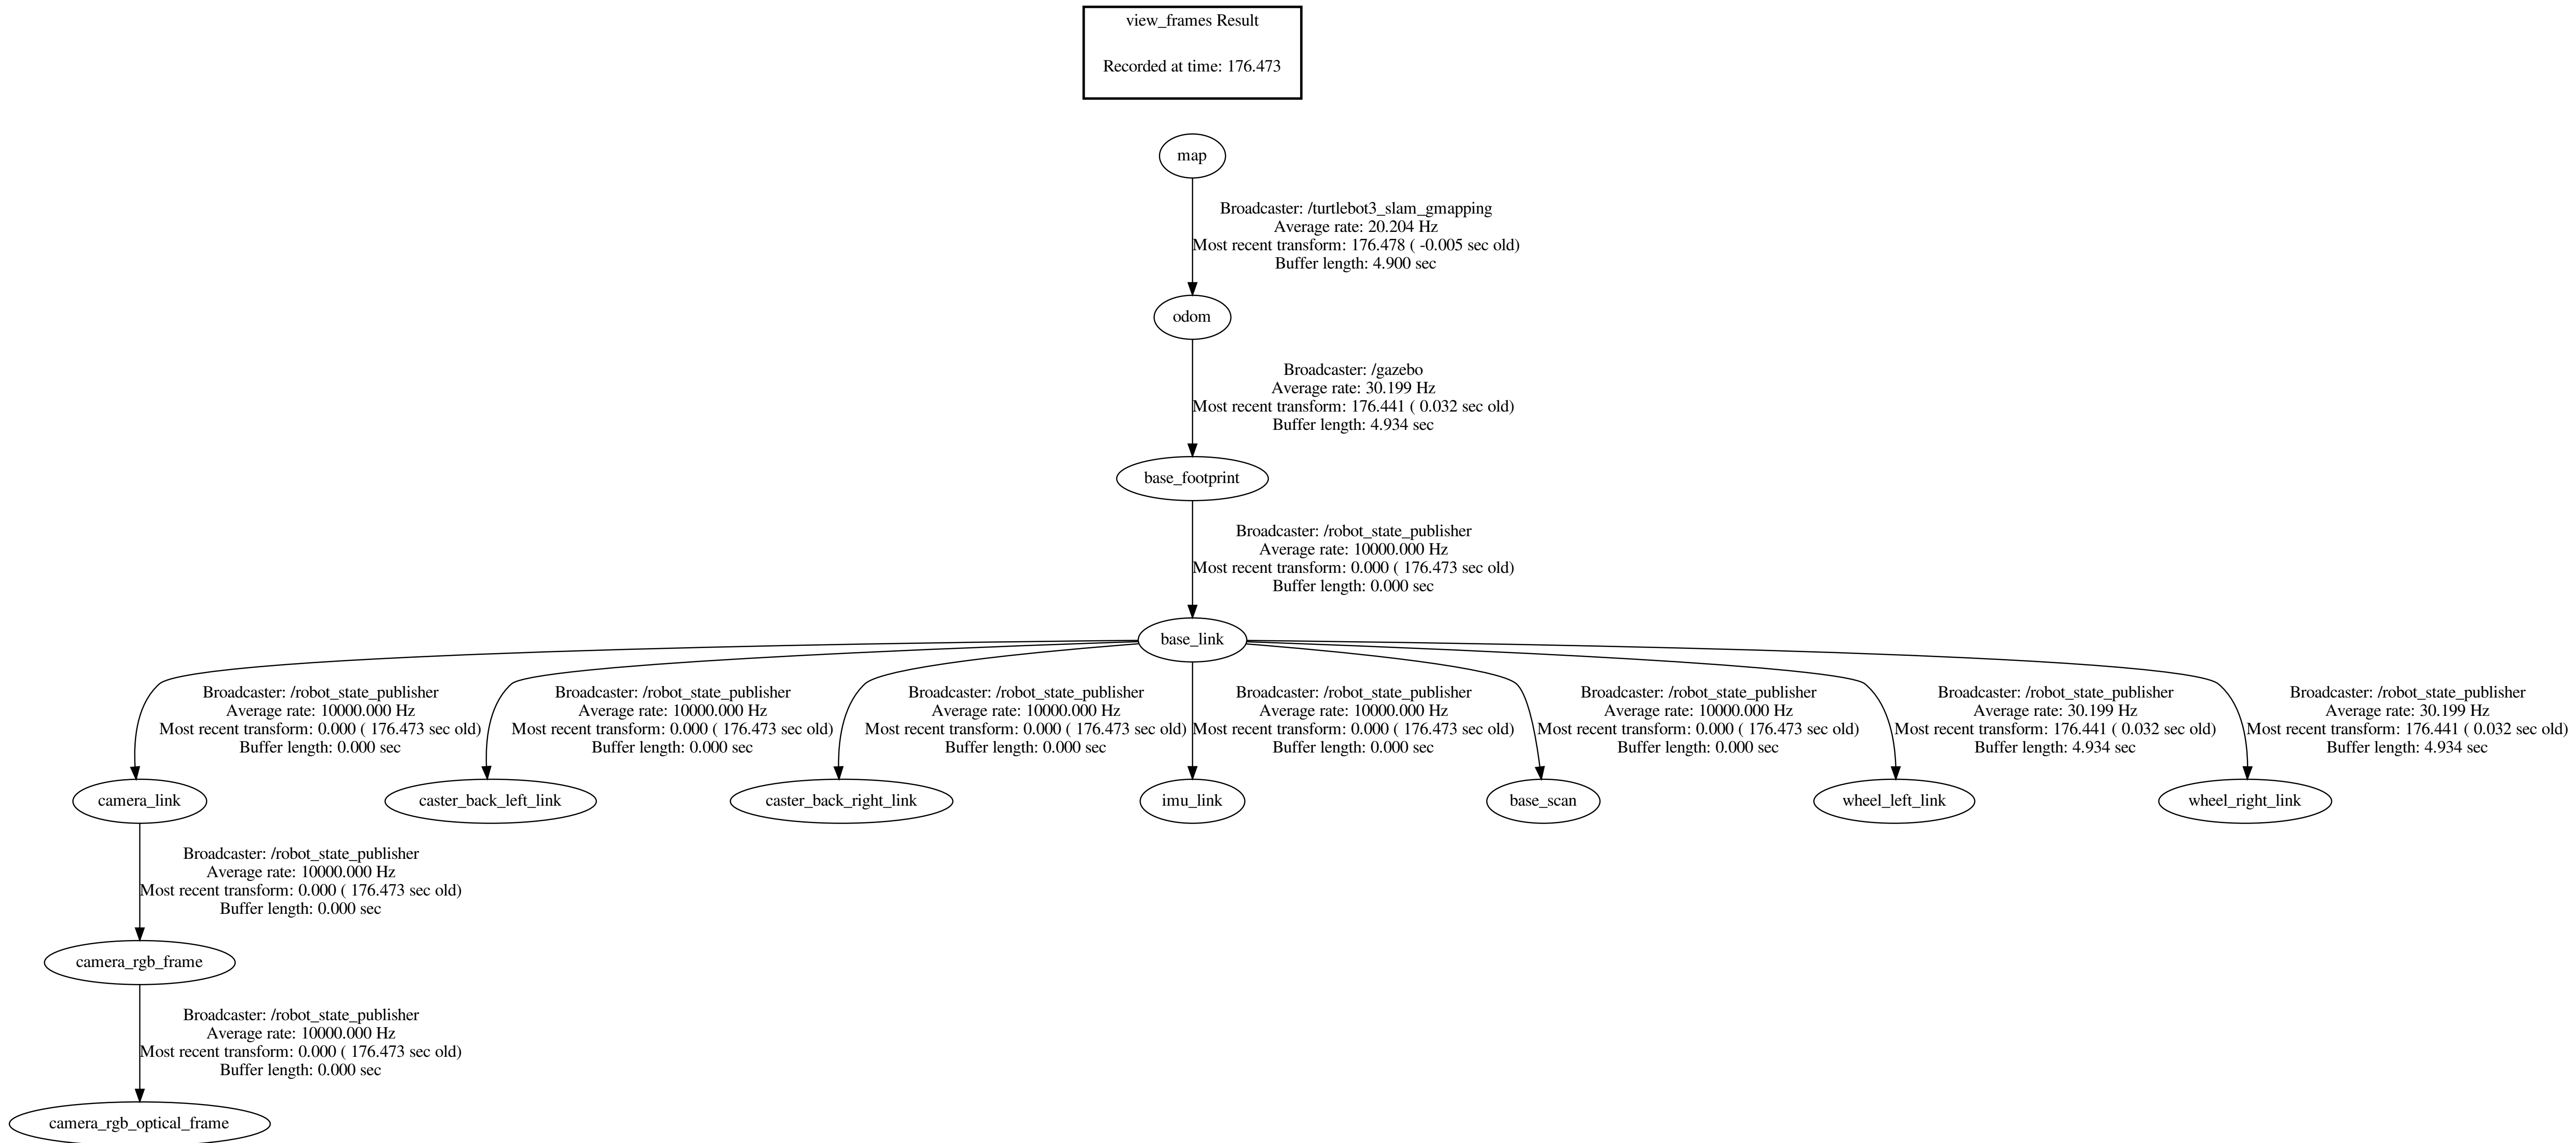 view_frames Result
Recorded at time: 176.473
map
Broadcaster: /turtlebot3_slam_gmapping
Average rate: 20.204 Hz
Most recent transform: 176.478 ( -0.005 sec old)
Buffer length: 4.900 sec
odom
Broadcaster: /gazebo
Average rate: 30.199 Hz
Most recent transform: 176.441 ( 0.032 sec old)
Buffer length: 4.934 sec
base_footprint
Broadcaster: /robot_state_publisher
Average rate: 10000.000 Hz
Most recent transform: 0.000 ( 176.473 sec old)
Buffer length: 0.000 sec
base_link
Broadcaster: /robot_state_publisher
Average rate: 10000.000 Hz
Most recent transform: 0.000 ( 176.473 sec old)
Buffer length: 0.000 sec
Broadcaster: /robot_state_publisher
Average rate: 10000.000 Hz
Most recent transform: 0.000 ( 176.473 sec old)
Buffer length: 0.000 sec
Broadcaster: /robot_state_publisher
Average rate: 10000.000 Hz
Most recent transform: 0.000 ( 176.473 sec old)
Buffer length: 0.000 sec
Broadcaster: /robot_state_publisher
Average rate: 10000.000 Hz
Most recent transform: 0.000 ( 176.473 sec old)
Buffer length: 0.000 sec
Broadcaster: /robot_state_publisher
Average rate: 10000.000 Hz
Most recent transform: 0.000 ( 176.473 sec old)
Buffer length: 0.000 sec
Broadcaster: /robot_state_publisher
Average rate: 30.199 Hz
Most recent transform: 176.441 ( 0.032 sec old)
Buffer length: 4.934 sec
Broadcaster: /robot_state_publisher
Average rate: 30.199 Hz
Most recent transform: 176.441 ( 0.032 sec old)
Buffer length: 4.934 sec
camera_link
caster_back_left_link
caster_back_right_link
imu_link
base_scan
wheel_left_link
wheel_right_link
Broadcaster: /robot_state_publisher
Average rate: 10000.000 Hz
Most recent transform: 0.000 ( 176.473 sec old)
Buffer length: 0.000 sec
camera_rgb_frame
Broadcaster: /robot_state_publisher
Average rate: 10000.000 Hz
Most recent transform: 0.000 ( 176.473 sec old)
Buffer length: 0.000 sec
camera_rgb_optical_frame